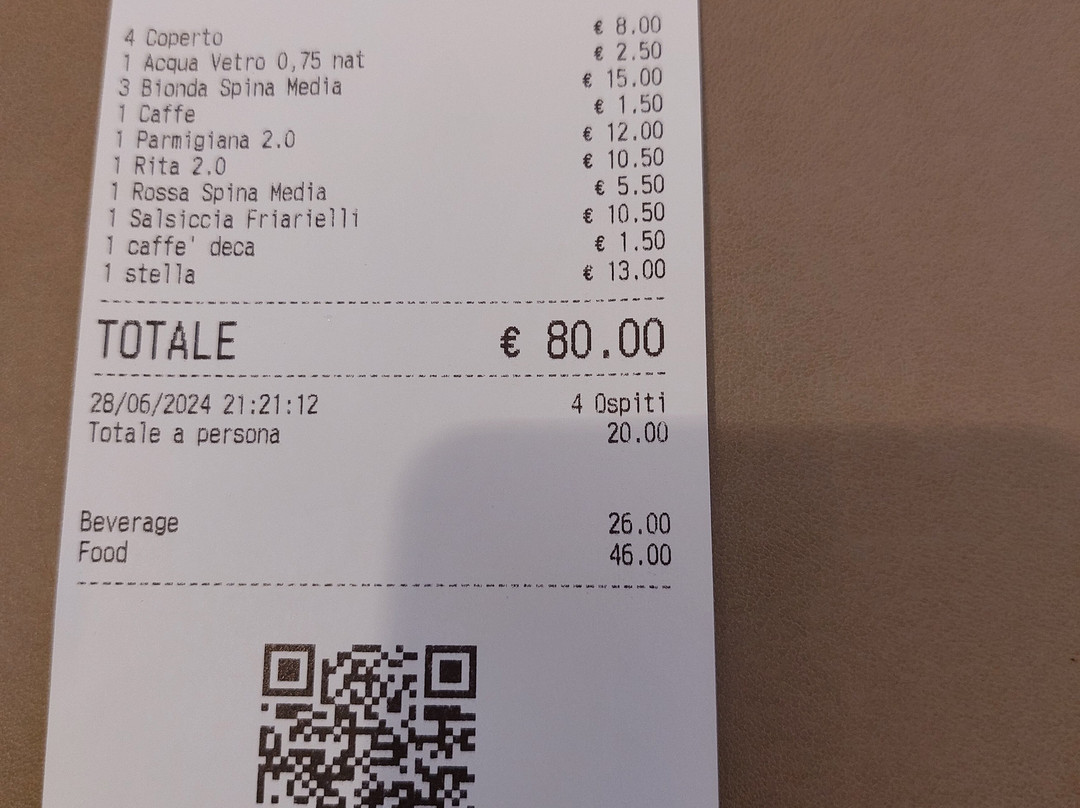 4 Coperto € 8.00
1 Acqua Vetro 0,75 nat € 2.50
3 Bionda Spina Media € 15.00
1 Caffe € 1.50
1 Parmigiana 2.0 € 12.00
1 Rita 2.0 € 10.50
1 Rossa Spina Media € 5.50
1 Salsiccia Friarielli € 10.50
1 caffe' deca € 1.50
1 stella € 13.00
TOTALE € 80.00
28/06/2024 21:21:12 4 Ospiti
Totale a persona 20.00
Beverage 26.00
Food 46.00